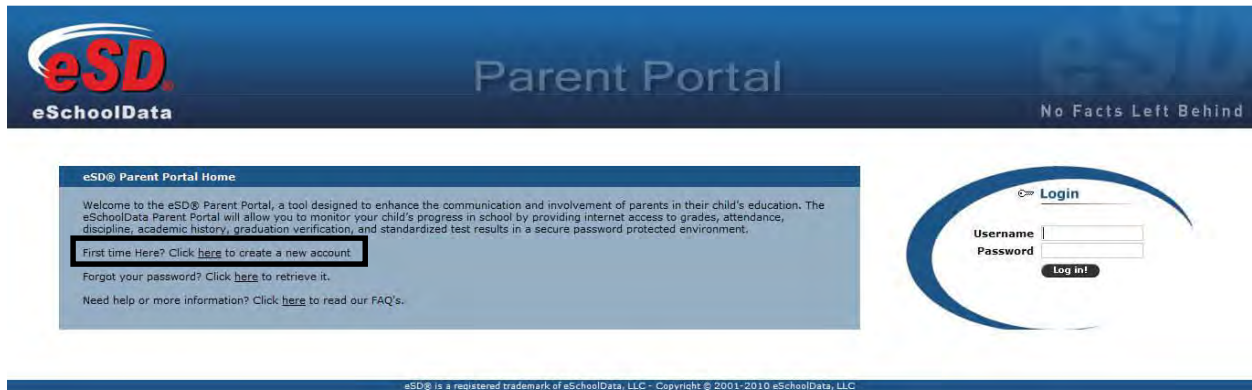 eSD®
eSchoolData
Parent Portal
No Facts Left Behind
eSD® Parent Portal Home
Welcome to the eSD® Parent Portal, a tool designed to enhance the communication and involvement of parents in their child's education. The
eSchoolData Parent Portal will allow you to monitor your child's progress in school by providing internet access to grades, attendance,
discipline, academic history, graduation verification, and standardized test results in a secure password protected environment.
First time Here? Click here to create a new account
Forgot your password? Click here to retrieve it.
Need help or more information? Click here to read our FAQ's.
Login
Username
Password
Log in!
eSD® is a registered trademark of eSchoolData, LLC - Copyright © 2001-2010 eSchoolData, LLC